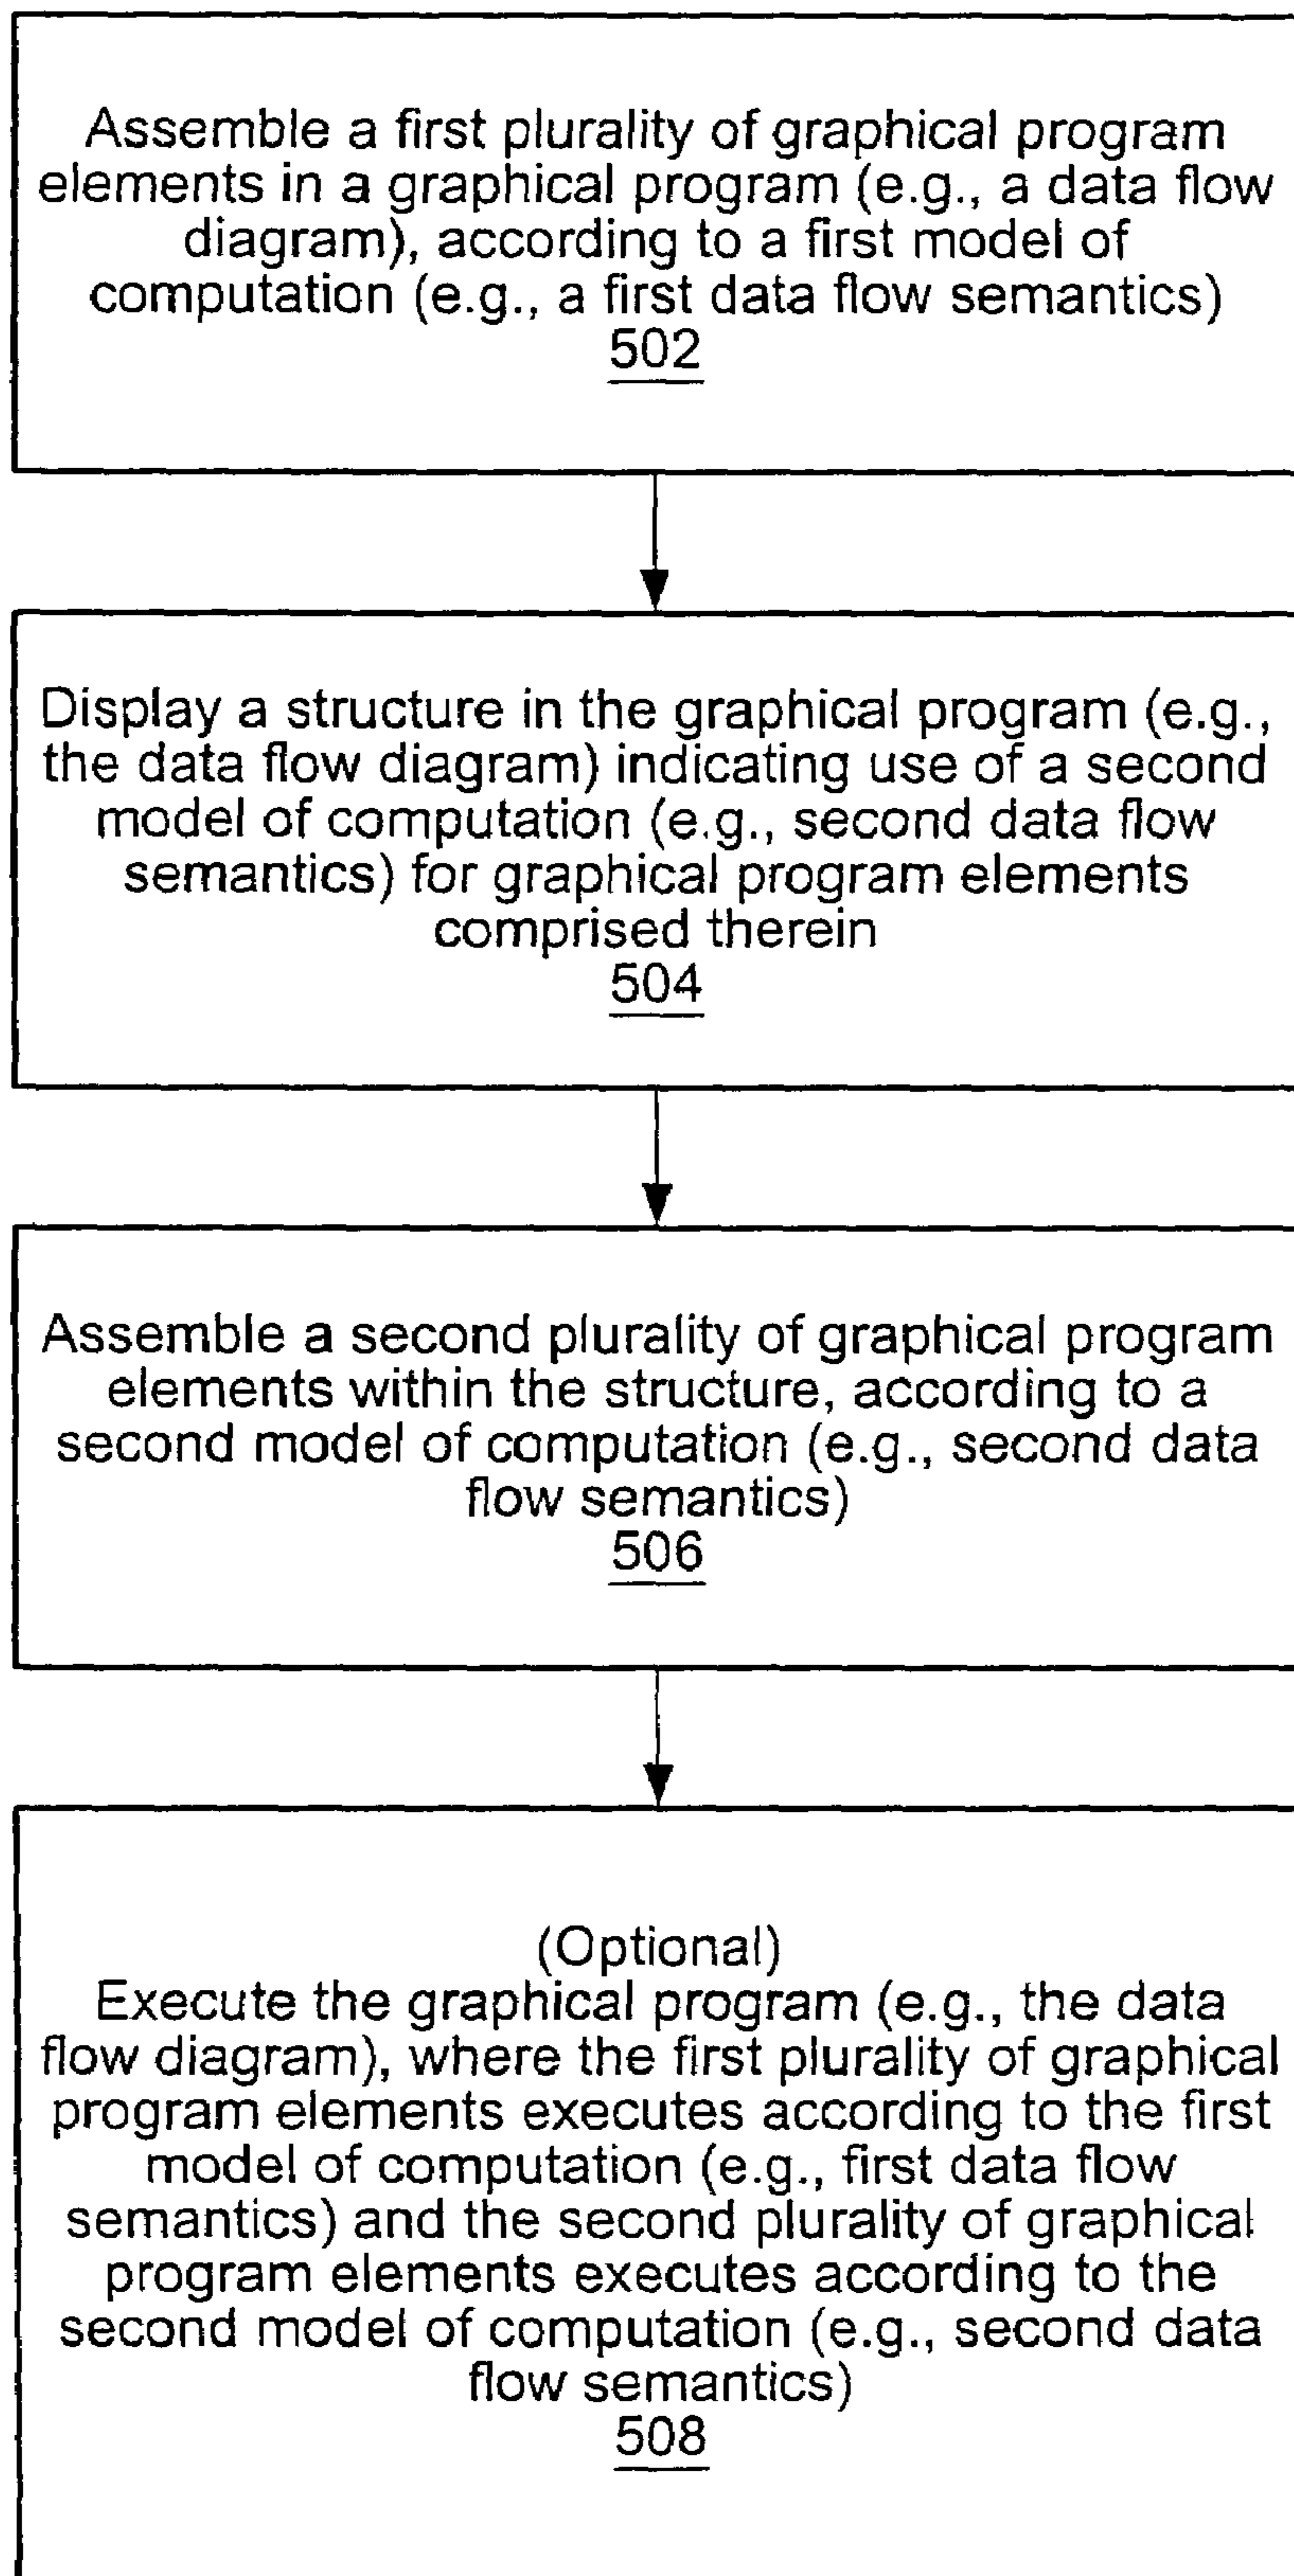 Assemble a first plurality of graphical program
elements in a graphical program (e.g., a data flow
diagram), according to a first model of
computation (e.g., a first data flow semantics)
502
Display a structure in the graphical program (e.g.,
the data flow diagram) indicating use of a second
model of computation (e.g., second data flow
semantics) for graphical program elements
comprised therein
504
Assemble a second plurality of graphical program
elements within the structure, according to a
second model of computation (e.g., second data
flow semantics)
506
(Optional)
Execute the graphical program (e.g., the data
flow diagram), where the first plurality of graphical
program elements executes according to the first
model of computation (e.g., first data flow
semantics) and the second plurality of graphical
program elements executes according to the
second model of computation (e.g., second data
flow semantics)
508